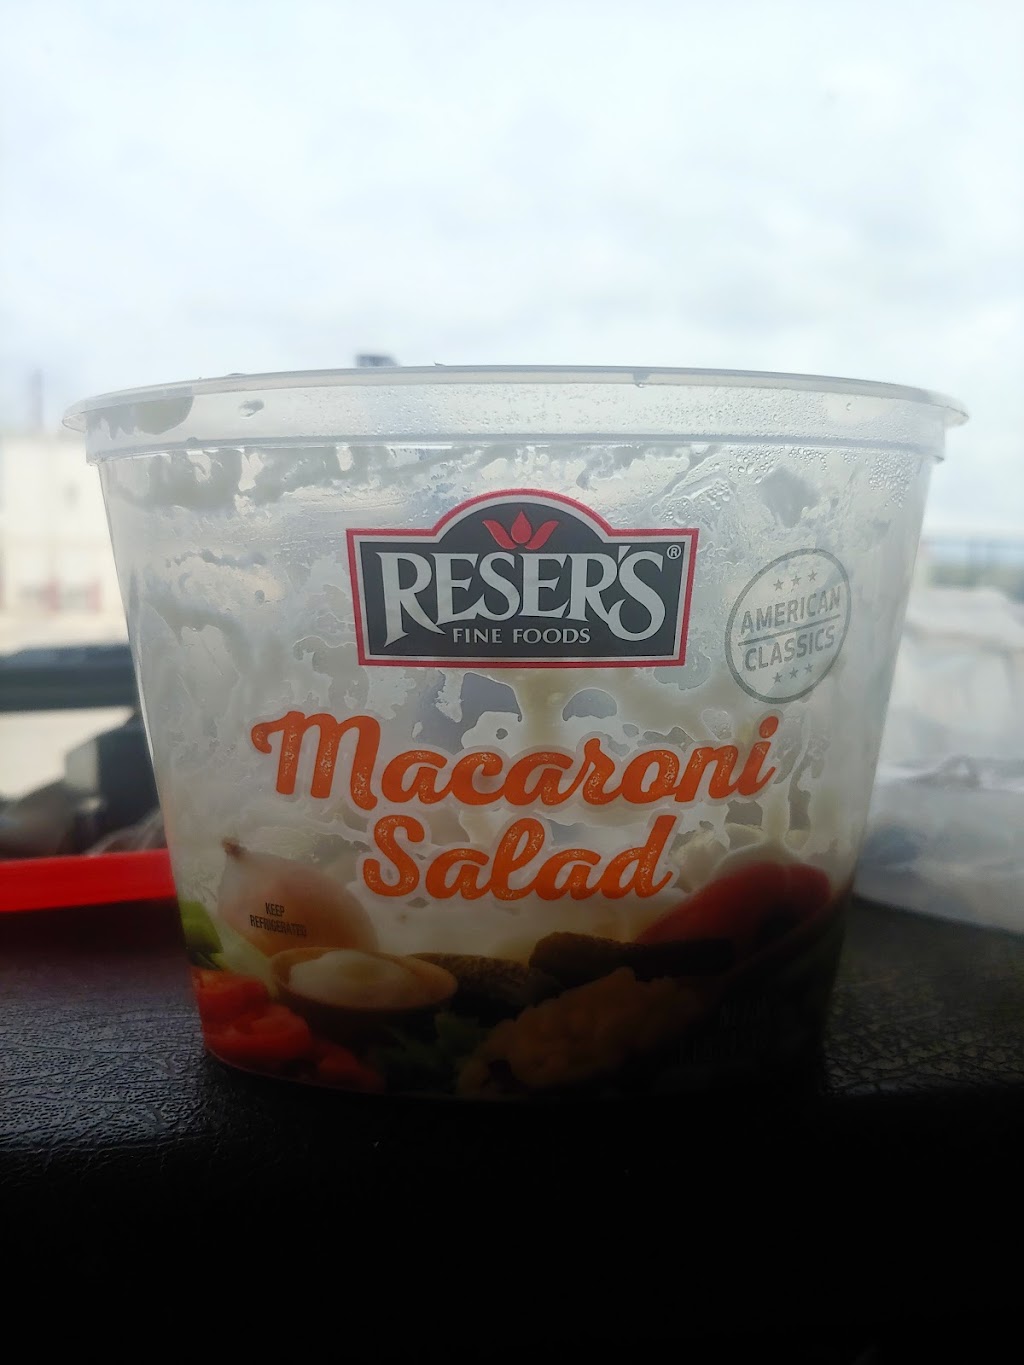 RESER'S®
FINE FOODS
AMERICAN
CLASSICS
Macaroni
Salad
KEEP
REFRIGERATED